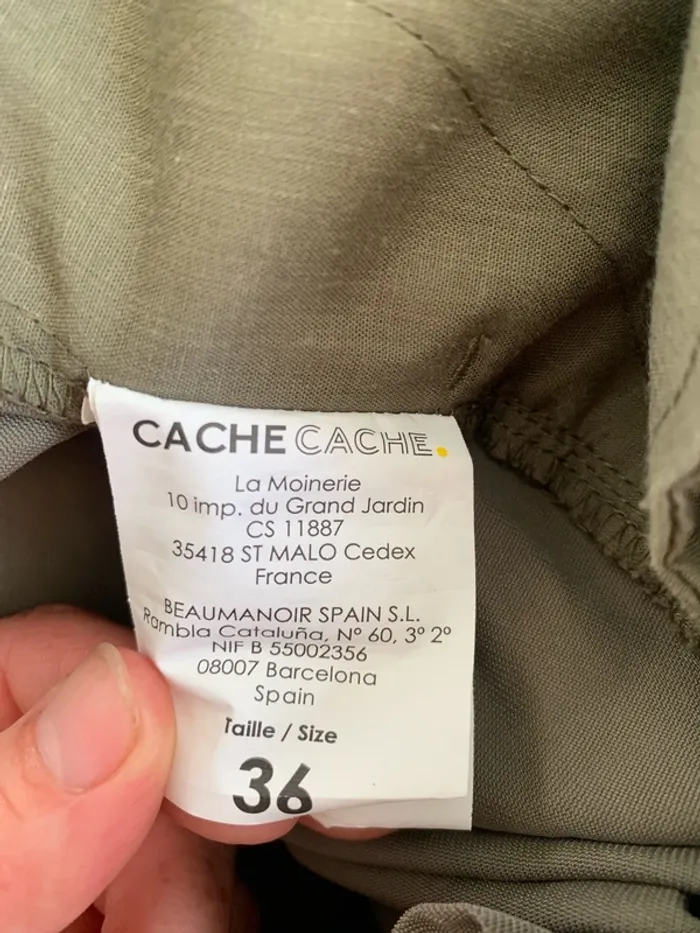 CACHE CACHE.
La Moinerie
10 imp. du Grand Jardin
CS 11887
35418 ST MALO Cedex
France
BEAUMANOIR SPAIN S.L.
Rambla Cataluña, Nº 60, 3º 2º
NIF B 55002356
08007 Barcelona
Spain
Taille / Size
36